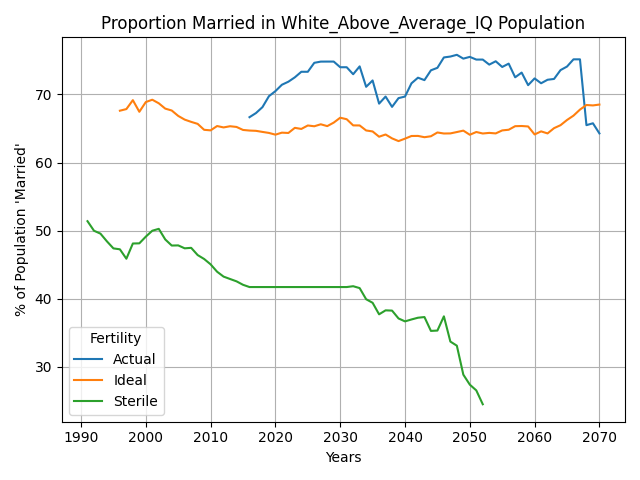 Proportion Married in White_Above_Average_IQ Population
% of Population 'Married'
70
60
50
40
30
Fertility
Actual
Ideal
Sterile
1990 2000 2010 2020 2030 2040 2050 2060 2070
Years